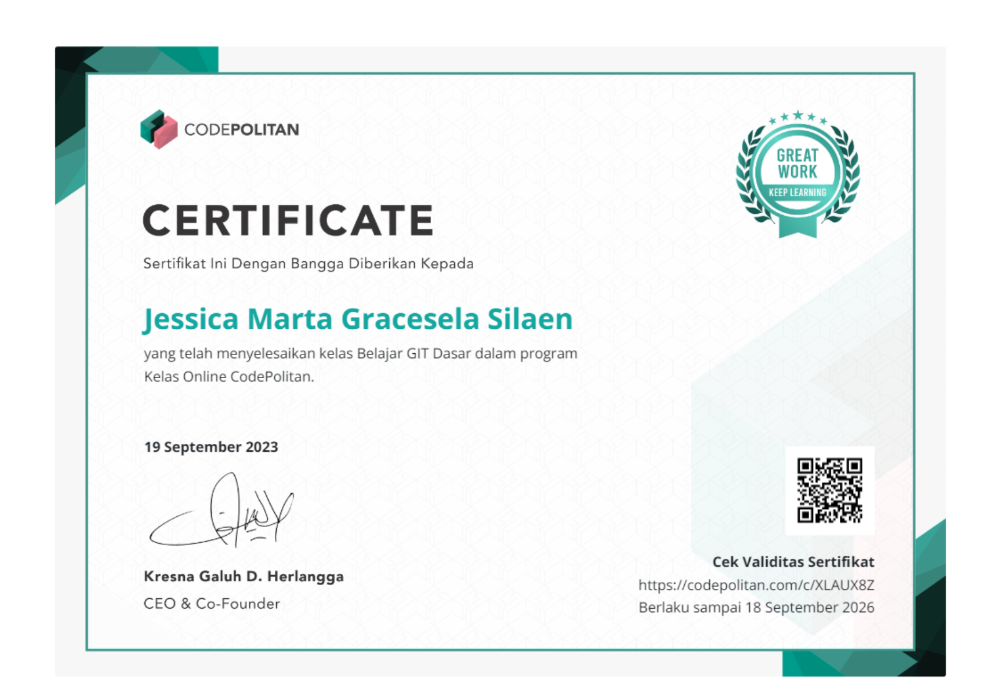 CODEPOLITAN
GREAT
WORK
KEEP LEARNING
CERTIFICATE
Sertifikat Ini Dengan Bangga Diberikan Kepada
Jessica Marta Gracesela Silaen
yang telah menyelesaikan kelas Belajar GIT Dasar dalam program
Kelas Online CodePolitan.
19 September 2023
Kresna Galuh D. Herlangga
CEO & Co-Founder
Cek Validitas Sertifikat
https://codepolitan.com/c/XLAUX8Z
Berlaku sampai 18 September 2026